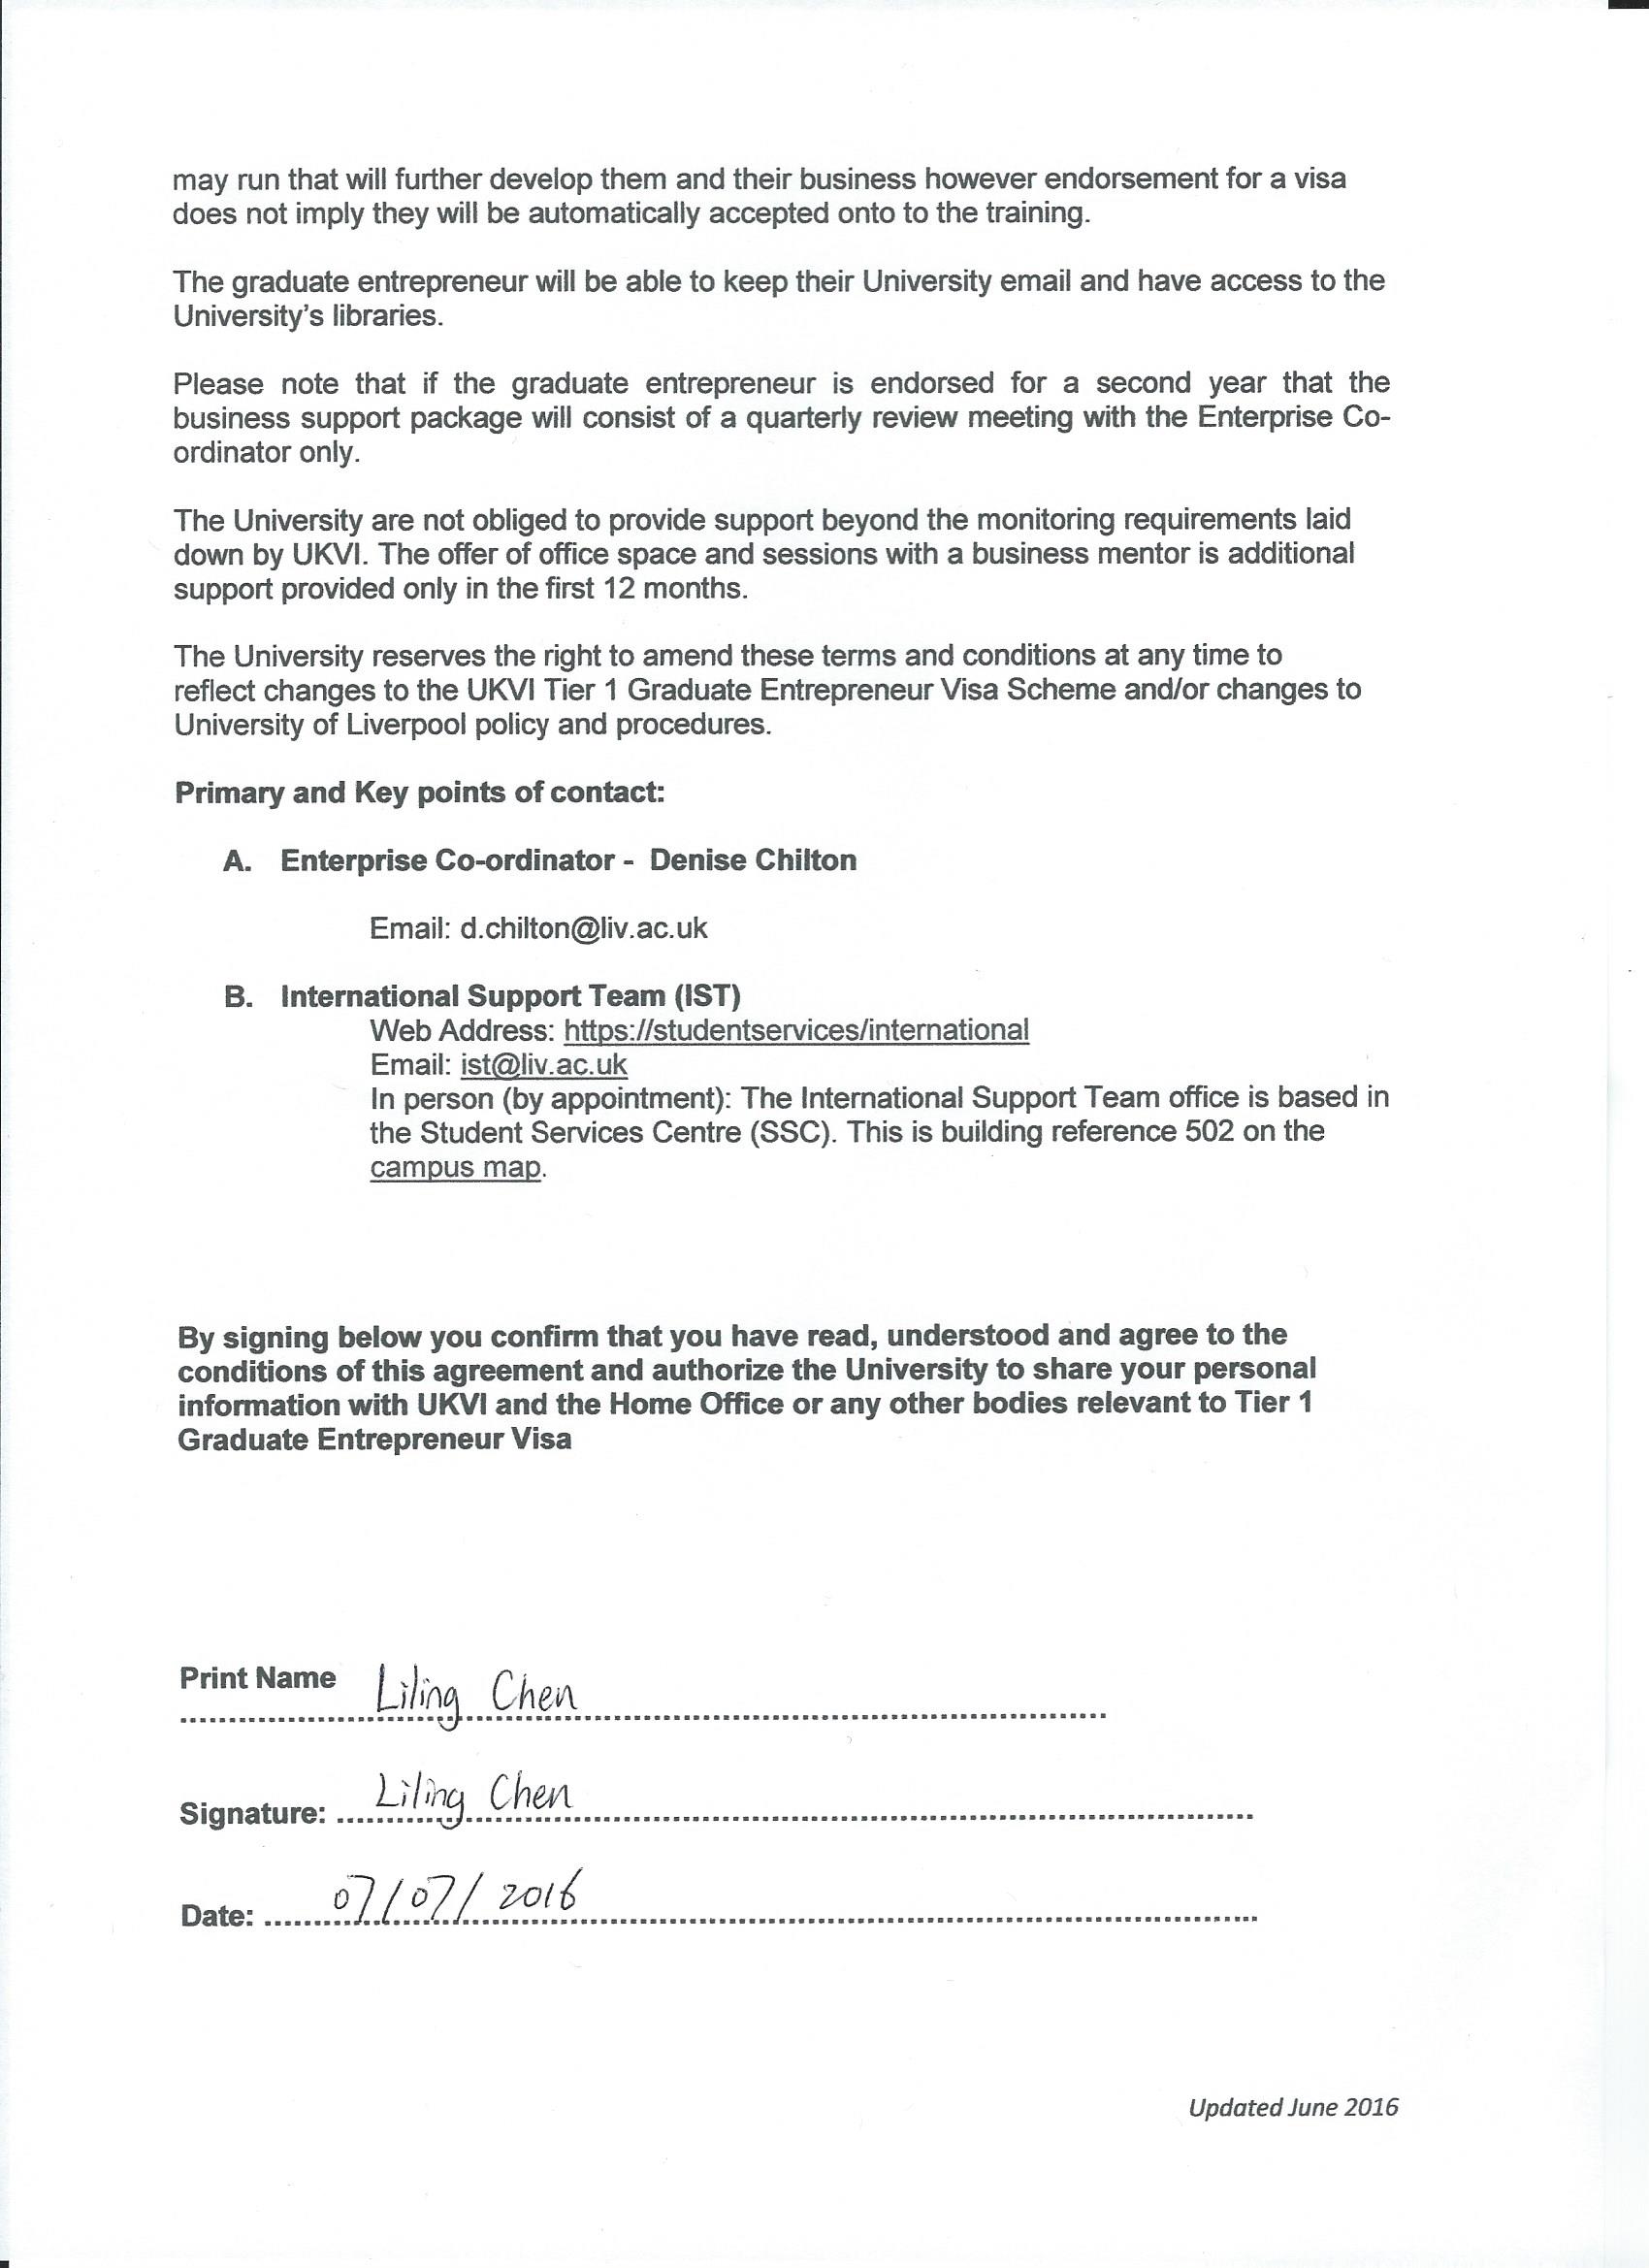 may run that will further develop them and their business however endorsement for a visa
does not imply they will be automatically accepted onto to the training.
The graduate entrepreneur will be able to keep their University email and have access to the
University's libraries.
Please note that if the graduate entrepreneur is endorsed for a second year that the
business support package will consist of a quarterly review meeting with the Enterprise Co-
ordinator only.
The University are not obliged to provide support beyond the monitoring requirements laid
down by UKVI. The offer of office space and sessions with a business mentor is additional
support provided only in the first 12 months.
The University reserves the right to amend these terms and conditions at any time to
reflect changes to the UKVI Tier 1 Graduate Entrepreneur Visa Scheme and/or changes to
University of Liverpool policy and procedures.
Primary and Key points of contact:
A. Enterprise Co-ordinator - Denise Chilton
Email: d.chilton@liv.ac.uk
B. International Support Team (IST)
Web Address: https://studentservices/international
Email: ist@liv.ac.uk
In person (by appointment): The International Support Team office is based in
the Student Services Centre (SSC). This is building reference 502 on the
campus map.
By signing below you confirm that you have read, understood and agree to the
conditions of this agreement and authorize the University to share your personal
information with UKVI and the Home Office or any other bodies relevant to Tier 1
Graduate Entrepreneur Visa
Print Name Liling Chen
Signature: Liling Chen
Date: 07/07/2016
Updated June 2016